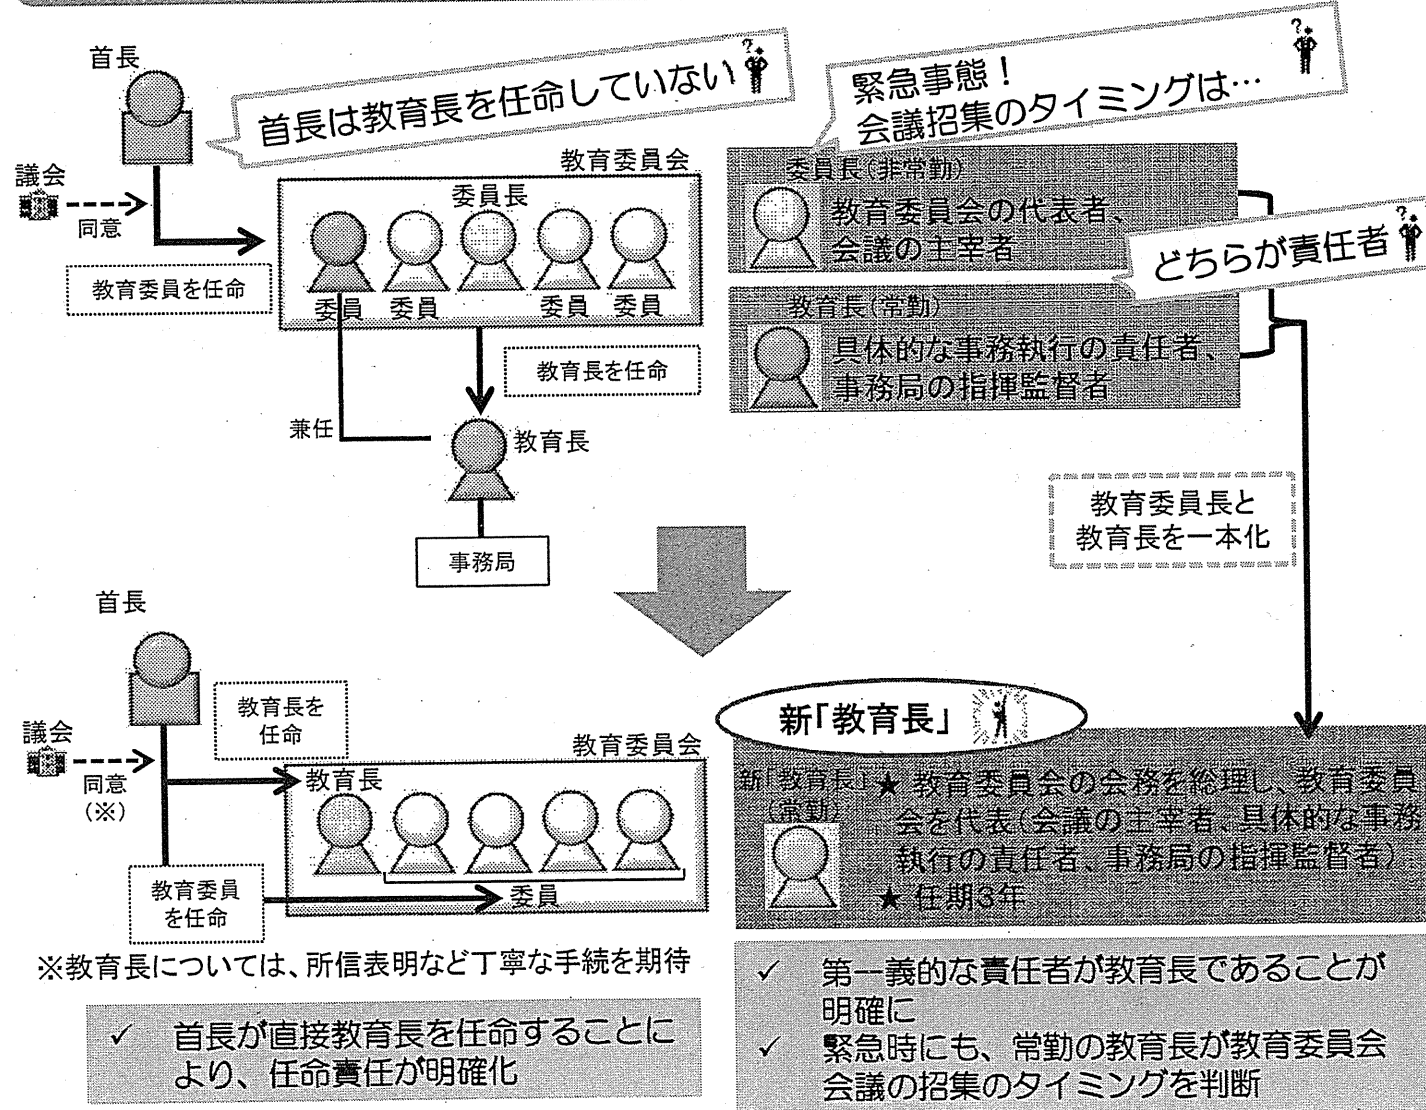 首長
首長は教育長を任命していない
?
緊急事態！
会議招集のタイミングは…
?
議会
同意
教育委員を任命
教育委員会
委員長
委員
委員
委員
委員
教育長を任命
兼任
教育長
事務局
委員長(非常勤)
教育委員会の代表者、
会議の主宰者
どちらが責任者
?
教育長(常勤)
具体的な事務執行の責任者、
事務局の指揮監督者
教育委員長と
教育長を一本化
首長
議会
同意
(※)
教育長を
任命
教育委員
を任命
教育委員会
教育長
委員
※教育長については、所信表明など丁寧な手続を期待
✓ 首長が直接教育長を任命することに
より、任命責任が明確化
新「教育長」
新「教育長」
(常勤)
★ 教育委員会の会務を総理し、教育委員
会を代表(会議の主宰者、具体的な事務
執行の責任者、事務局の指揮監督者)
★ 任期3年
✓ 第一義的な責任者が教育長であることが
明確に
✓ 緊急時にも、常勤の教育長が教育委員会
会議の招集のタイミングを判断